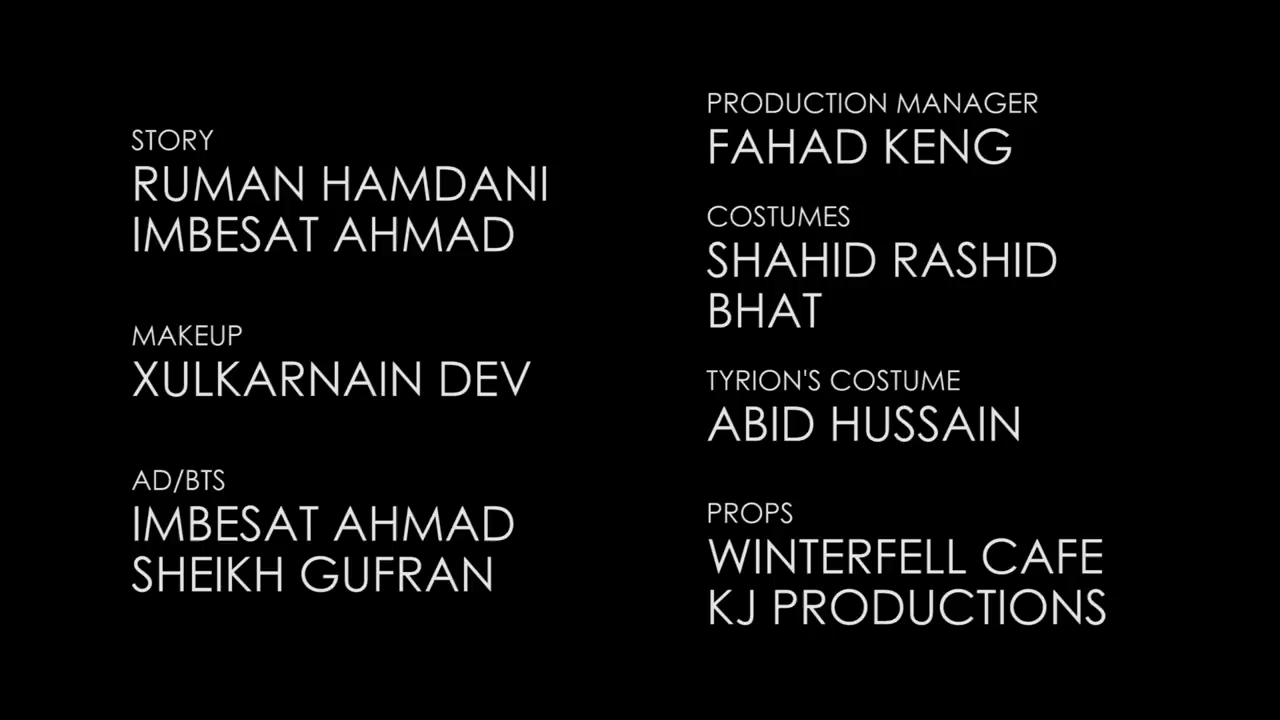 STORY
RUMAN HAMDANI
IMBESAT AHMAD
MAKEUP
XULKARNAIN DEV
AD/BTS
IMBESAT AHMAD
SHEIKH GUFRAN
PRODUCTION MANAGER
FAHAD KENG
COSTUMES
SHAHID RASHID
BHAT
TYRION'S COSTUME
ABID HUSSAIN
PROPS
WINTERFELL CAFE
KJ PRODUCTIONS